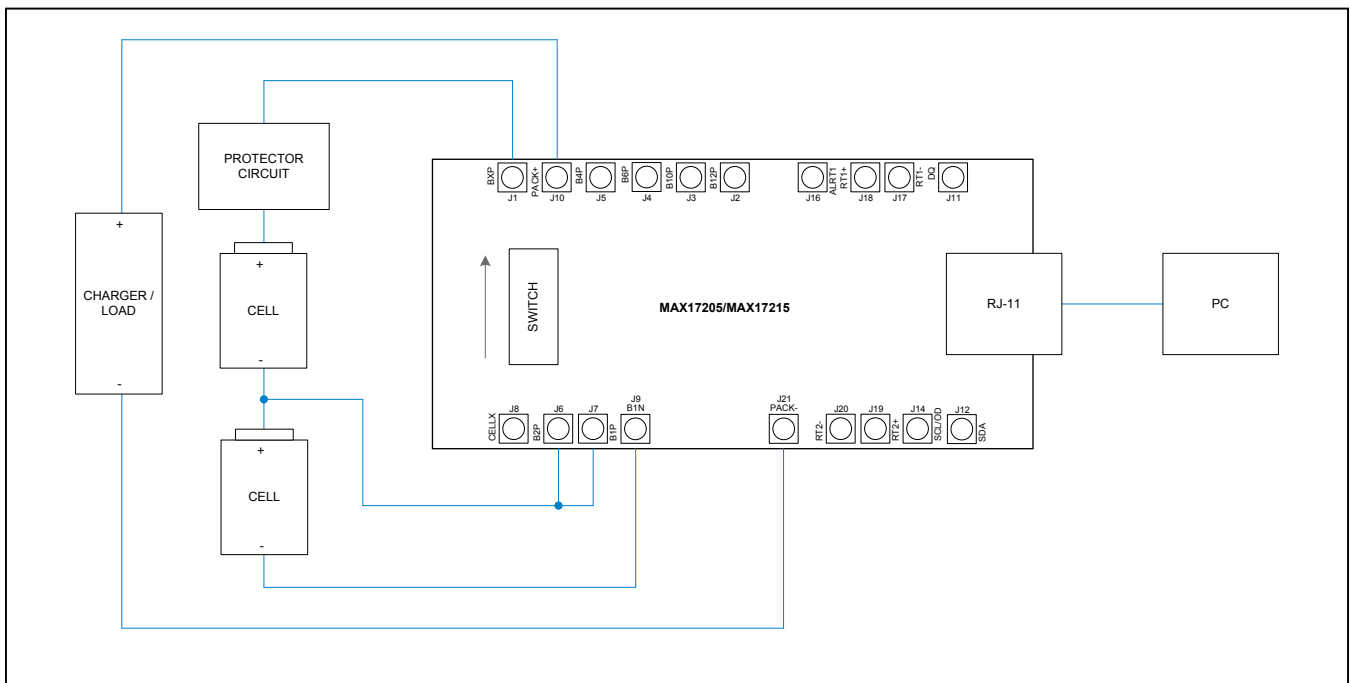 PROTECTOR
CIRCUIT
BXP
PACK+
B4P
B6P
B10P
B12P
ALRT1
RT1+
RT1-
DQ
J1
J10
J5
J4
J3
J2
J16
J18
J17
J11
+
CHARGER /
LOAD
-
+
CELL
-
SWITCH
MAX17205/MAX17215
RJ-11
PC
+
CELL
-
J8
J6
J7
J9
B1N
J21
PACK-
J20
J19
J14
J12
CELLX
B2P
B1P
RT2-
RT2+
SCL/OD
SDA